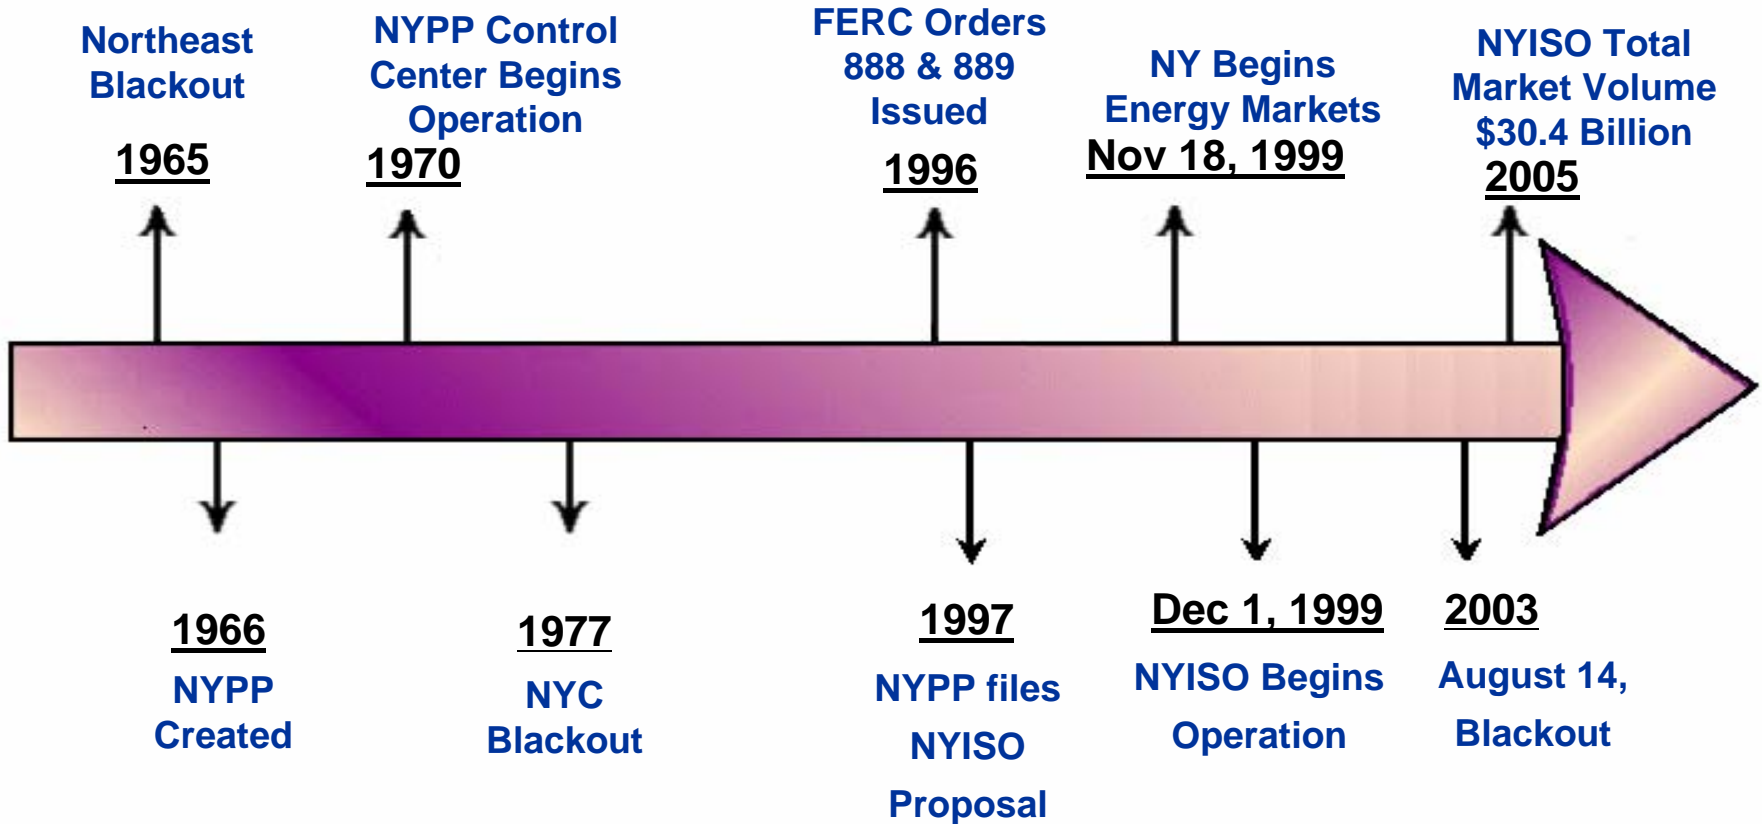 Northeast
Blackout
1965
NYPP Control
Center Begins
Operation
1970
FERC Orders
888 & 889
Issued
1996
NY Begins
Energy Markets
Nov 18, 1999
NYISO Total
Market Volume
$30.4 Billion
2005
1966
NYPP
Created
1977
NYC
Blackout
1997
NYPP files
NYISO
Proposal
Dec 1, 1999
NYISO Begins
Operation
2003
August 14,
Blackout